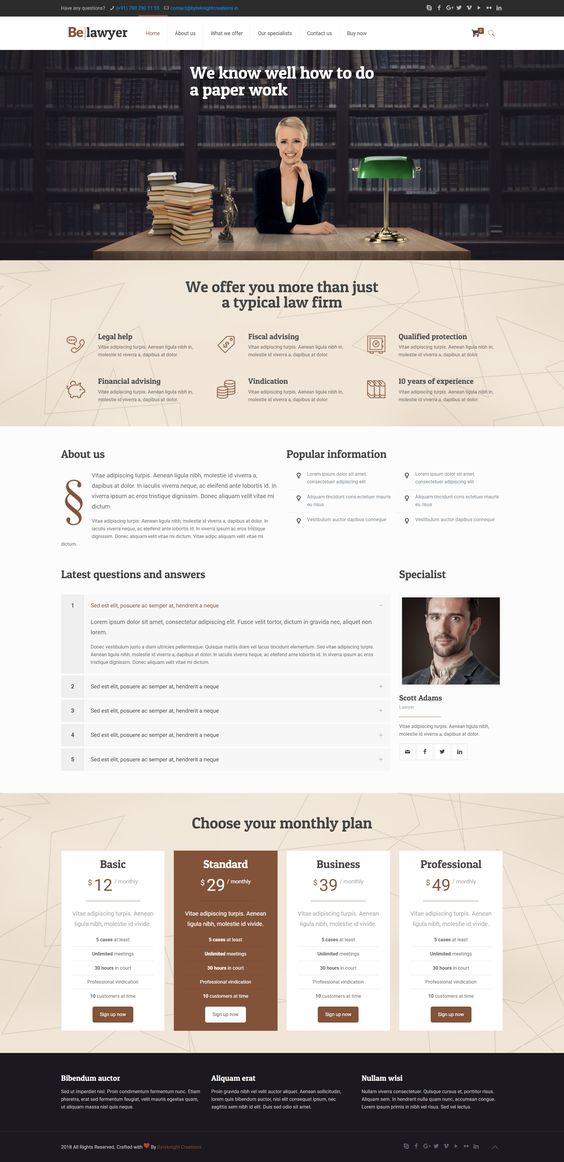 Have any questions? (+91) 780 290 11 55 contact@byteknightcreations.in
Be|lawyer
Home About us What we offer Our specialists Contact us Buy now
We know well how to do
a paper work
We offer you more than just
a typical law firm
Legal help
Vitae adipiscing turpis. Aenean ligula nibh in,
molestie id viverra a, dapibus at dolor.
Fiscal advising
Vitae adipiscing turpis. Aenean ligula nibh in,
molestie id viverra a, dapibus at dolor.
Qualified protection
Vitae adipiscing turpis. Aenean ligula nibh in,
molestie id viverra a, dapibus at dolor.
Financial advising
Vitae adipiscing turpis. Aenean ligula nibh in,
molestie id viverra a, dapibus at dolor.
Vindication
Vitae adipiscing turpis. Aenean ligula nibh in,
molestie id viverra a, dapibus at dolor.
10 years of experience
Vitae adipiscing turpis. Aenean ligula nibh in,
molestie id viverra a, dapibus at dolor.
About us
§
Vitae adipiscing turpis. Aenean ligula nibh, molestie id viverra a,
dapibus at dolor. In iaculis viverra neque, ac eleifend ante lobortis id. In
viverra ipsum ac eros tristique dignissim. Donec aliquam velit vitae mi
dictum.
Vitae adipiscing turpis. Aenean ligula nibh, molestie id viverra a, dapibus at dolor. In
iaculis viverra neque, ac eleifend ante lobortis id. In viverra ipsum ac eros tristique
dignissim. Donec aliquam velit vitae mi dictum. Vitae adipc aliquam velit vitae mi
dictum.
Popular information
Lorem ipsum dolor sit amet,
consectetuer adipiscing elit
Aliquam tincidunt cons ectetuer mauris
eu risus
Vestibulum auctor dapibus conneque
Lorem ipsum dolor sit amet,
consectetuer adipiscing elit
Aliquam tincidunt cons ectetuer mauris
eu risus
Vestibulum auctor dapibus conneque
Latest questions and answers
1 Sed est elit, posuere ac semper at, hendrerit a neque −
Lorem ipsum dolor sit amet, consectetur adipiscing elit. Fusce velit tortor, dictum in gravida nec, aliquet non
lorem.
Donec vestibulum justo a diam ultricies pellentesque. Quisque mattis diam vel lacus tincidunt elementum. Sed vitae adipiscing turpis.
Aenean ligula nibh, molestie id viverra a, dapibus at dolor. In iaculis viverra neque, ac eleifend ante lobortis id. In viverra ipsum ac eros
tristique dignissim. Donec aliquam velit vitae mi dictum.
2 Sed est elit, posuere ac semper at, hendrerit a neque +
3 Sed est elit, posuere ac semper at, hendrerit a neque +
4 Sed est elit, posuere ac semper at, hendrerit a neque +
5 Sed est elit, posuere ac semper at, hendrerit a neque +
Specialist
Scott Adams
Lawyer
Vitae adipiscing turpis. Aenean ligula nibh,
molestie id viverra a, dapibus at dolor.
Choose your monthly plan
Basic
$ 12 / monthly
Vitae adipiscing turpis. Aenean
ligula nibh, molestie id vivide.
5 cases at least
Unlimited meetings
30 hours in court
Professional vindication
10 customers at time
Sign up now
Standard
$ 29 / monthly
Vitae adipiscing turpis. Aenean
ligula nibh, molestie id vivide.
5 cases at least
Unlimited meetings
30 hours in court
Professional vindication
10 customers at time
Sign up now
Business
$ 39 / monthly
Vitae adipiscing turpis. Aenean
ligula nibh, molestie id vivide.
5 cases at least
Unlimited meetings
30 hours in court
Professional vindication
10 customers at time
Sign up now
Professional
$ 49 / monthly
Vitae adipiscing turpis. Aenean
ligula nibh, molestie id vivide.
5 cases at least
Unlimited meetings
30 hours in court
Professional vindication
10 customers at time
Sign up now
Bibendum auctor
Sed ut imperdiet nisi. Proin condimentum fermentum nunc. Etiam
pharetra, erat sed fermentum feugiat, velit mauris egestas quam,
ut aliquam massa nisl quis neque.
Aliquam erat
Proin gravida nibh vel velit auctor aliquet. Aenean sollicitudin,
lorem quis bibendum auctor, nisi elit consequat ipsum, nec
sagittis sem nibh id elit. Duis sed odio sit amet.
Nullam wisi
Nullam viverra consectetuer. Quisque cursus et, porttitor risus.
Aliquam sem. In hendrerit nulla quam nunc, accumsan congue.
Lorem ipsum primis in nibh vel risus. Sed vel lectus.
2018 All Rights Reserved. Crafted with ❤ By Byteknight Creations